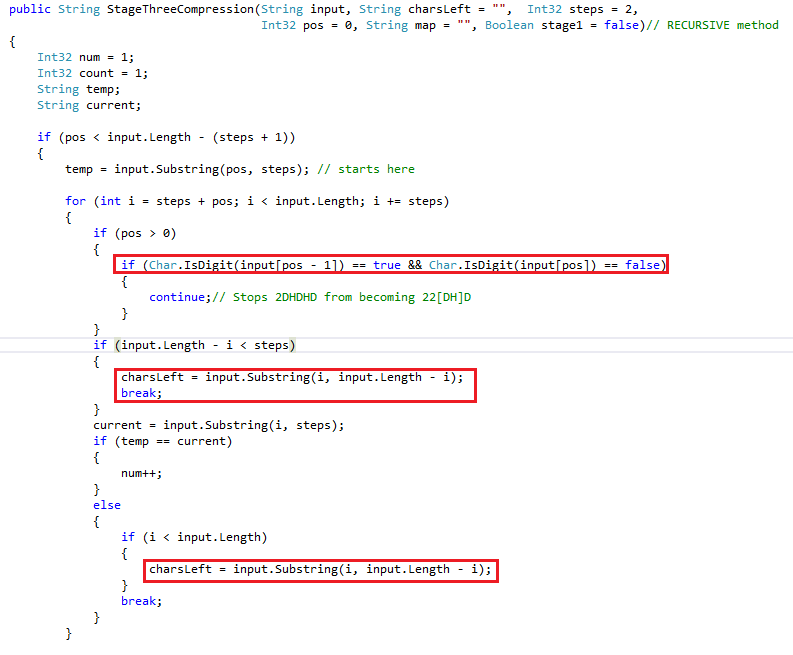 public String StageThreeCompression(String input, String charsLeft = "",  Int32 steps = 2,
                                    Int32 pos = 0, String map = "", Boolean stage1 = false)// RECURSIVE method
{
    Int32 num = 1;
    Int32 count = 1;
    String temp;
    String current;

    if (pos < input.Length - (steps + 1))
    {
        temp = input.Substring(pos, steps); // starts here

        for (int i = steps + pos; i < input.Length; i += steps)
        {
            if (pos > 0)
            {
                if (Char.IsDigit(input[pos - 1]) == true && Char.IsDigit(input[pos]) == false)
                {
                    continue;// Stops 2DHDHD from becoming 22[DH]D
                }
            }
            if (input.Length - i < steps)
            {
                charsLeft = input.Substring(i, input.Length - i);
                break;
            }
            current = input.Substring(i, steps);
            if (temp == current)
            {
                num++;
            }
            else
            {
                if (i < input.Length)
                {
                    charsLeft = input.Substring(i, input.Length - i);
                }
                break;
            }
        }